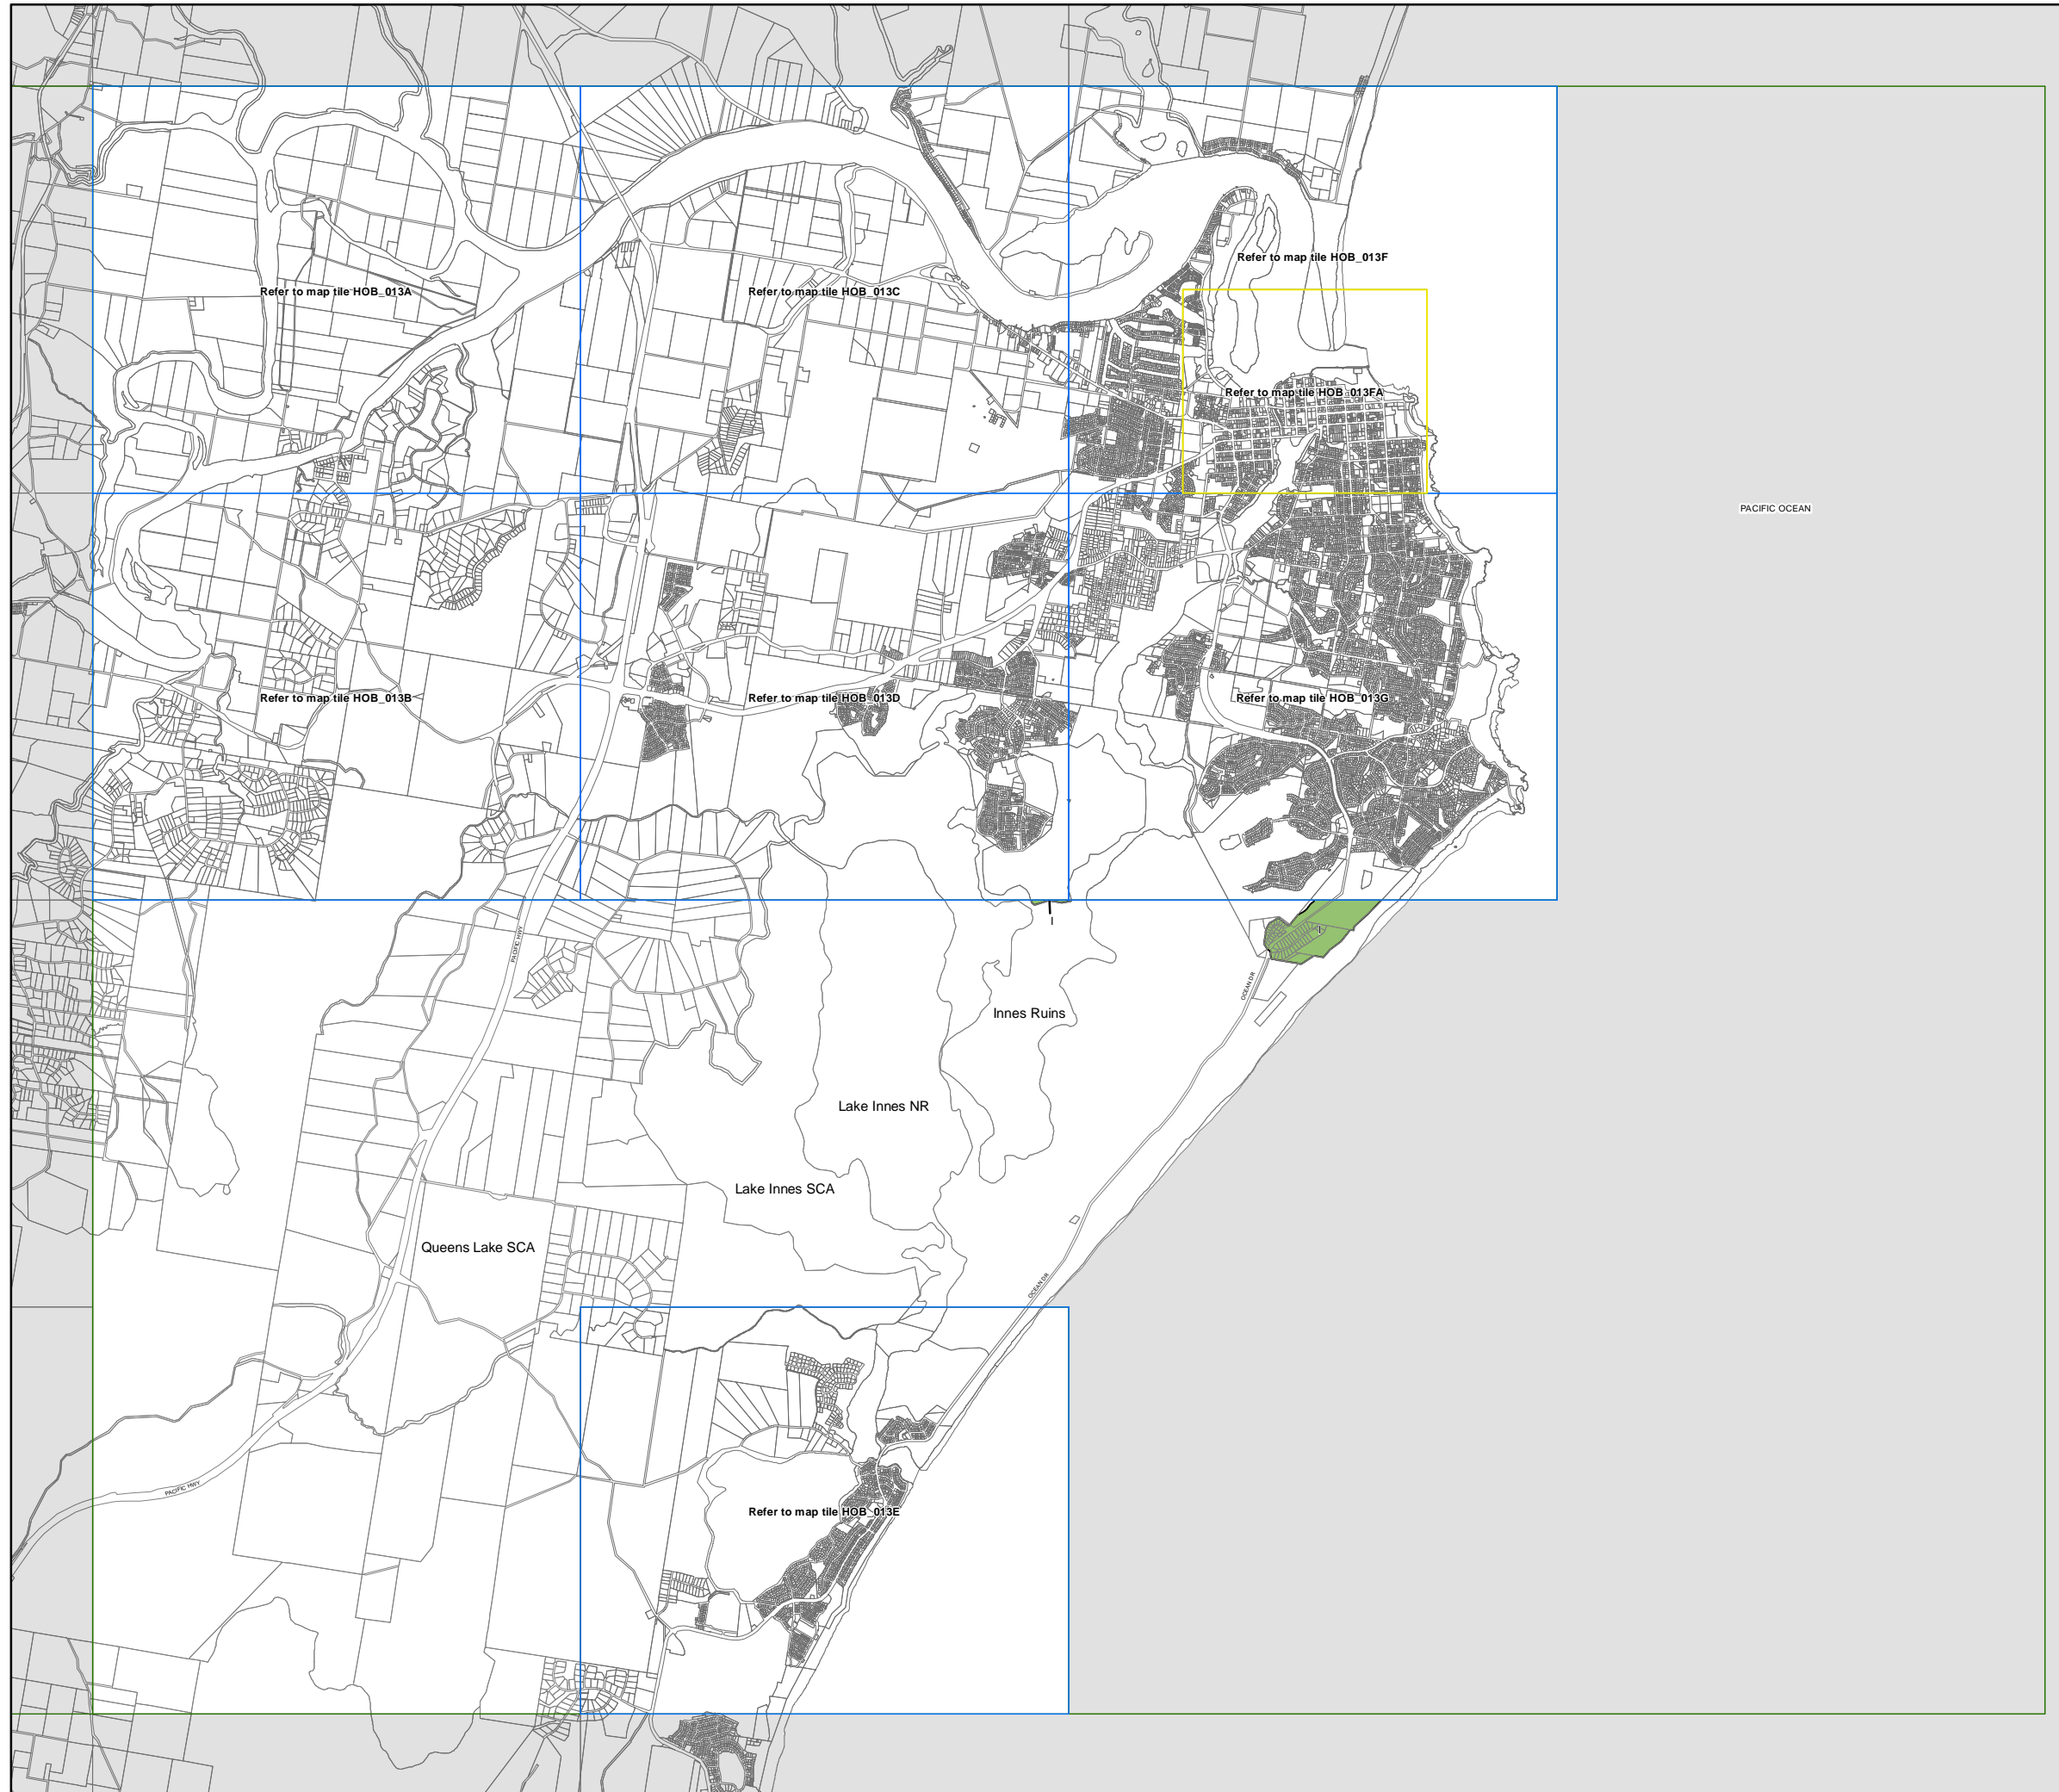 Refer to map tile HOB_013F
Refer to map tile HOB_013A
Refer to map tile HOB_013C
Refer to map tile HOB_013FA
PACIFIC OCEAN
Refer to map tile HOB_013B
Refer to map tile HOB_013D
Refer to map tile HOB_013G
I
I
PACIFIC HWY
OCEAN DR
Innes Ruins
Lake Innes NR
Lake Innes SCA
Queens Lake SCA
OCEAN DR
PACIFIC HWY
Refer to map tile HOB_013E